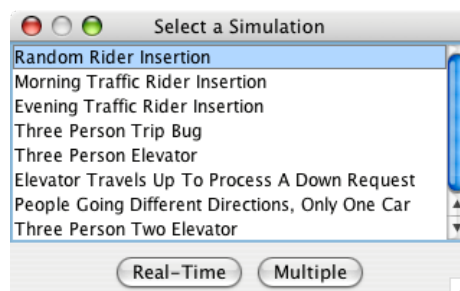 Select a Simulation
Random Rider Insertion
Morning Traffic Rider Insertion
Evening Traffic Rider Insertion
Three Person Trip Bug
Three Person Elevator
Elevator Travels Up To Process A Down Request
People Going Different Directions, Only One Car
Three Person Two Elevator
Real-Time Multiple